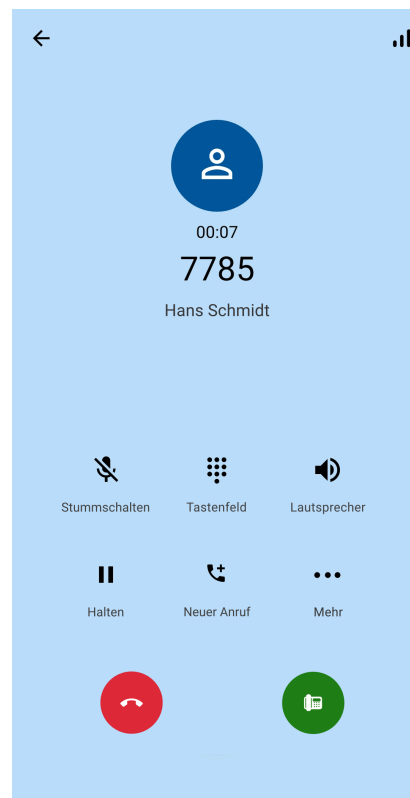 00:07
7785
Hans Schmidt
Stummschalten Tastenfeld Lautsprecher
Halten Neuer Anruf Mehr